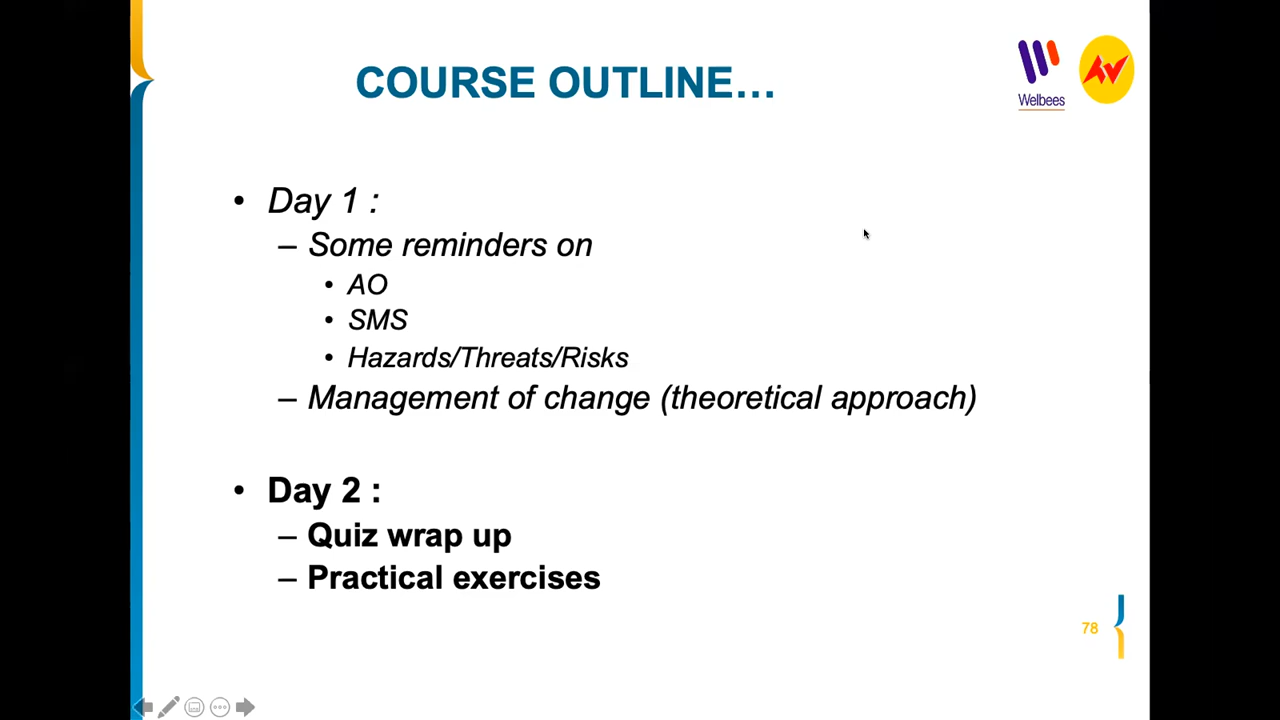 COURSE OUTLINE…
Welbees
• Day 1 :
– Some reminders on
• AO
• SMS
• Hazards/Threats/Risks
– Management of change (theoretical approach)
• Day 2 :
– Quiz wrap up
– Practical exercises
78